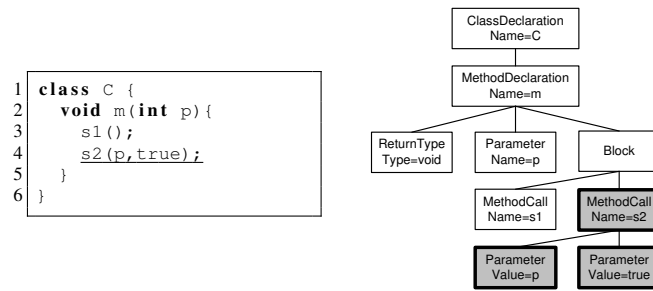 1 class C {
2 void m(int p){
3 s1();
4 s2(p,true);
5 }
6 }
ClassDeclaration
Name=C
MethodDeclaration
Name=m
ReturnType
Type=void
Parameter
Name=p
Block
MethodCall
Name=s1
MethodCall
Name=s2
Parameter
Value=p
Parameter
Value=true